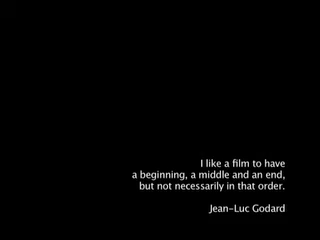 I like a film to have
a beginning, a middle and an end,
but not necessarily in that order.
Jean-Luc Godard